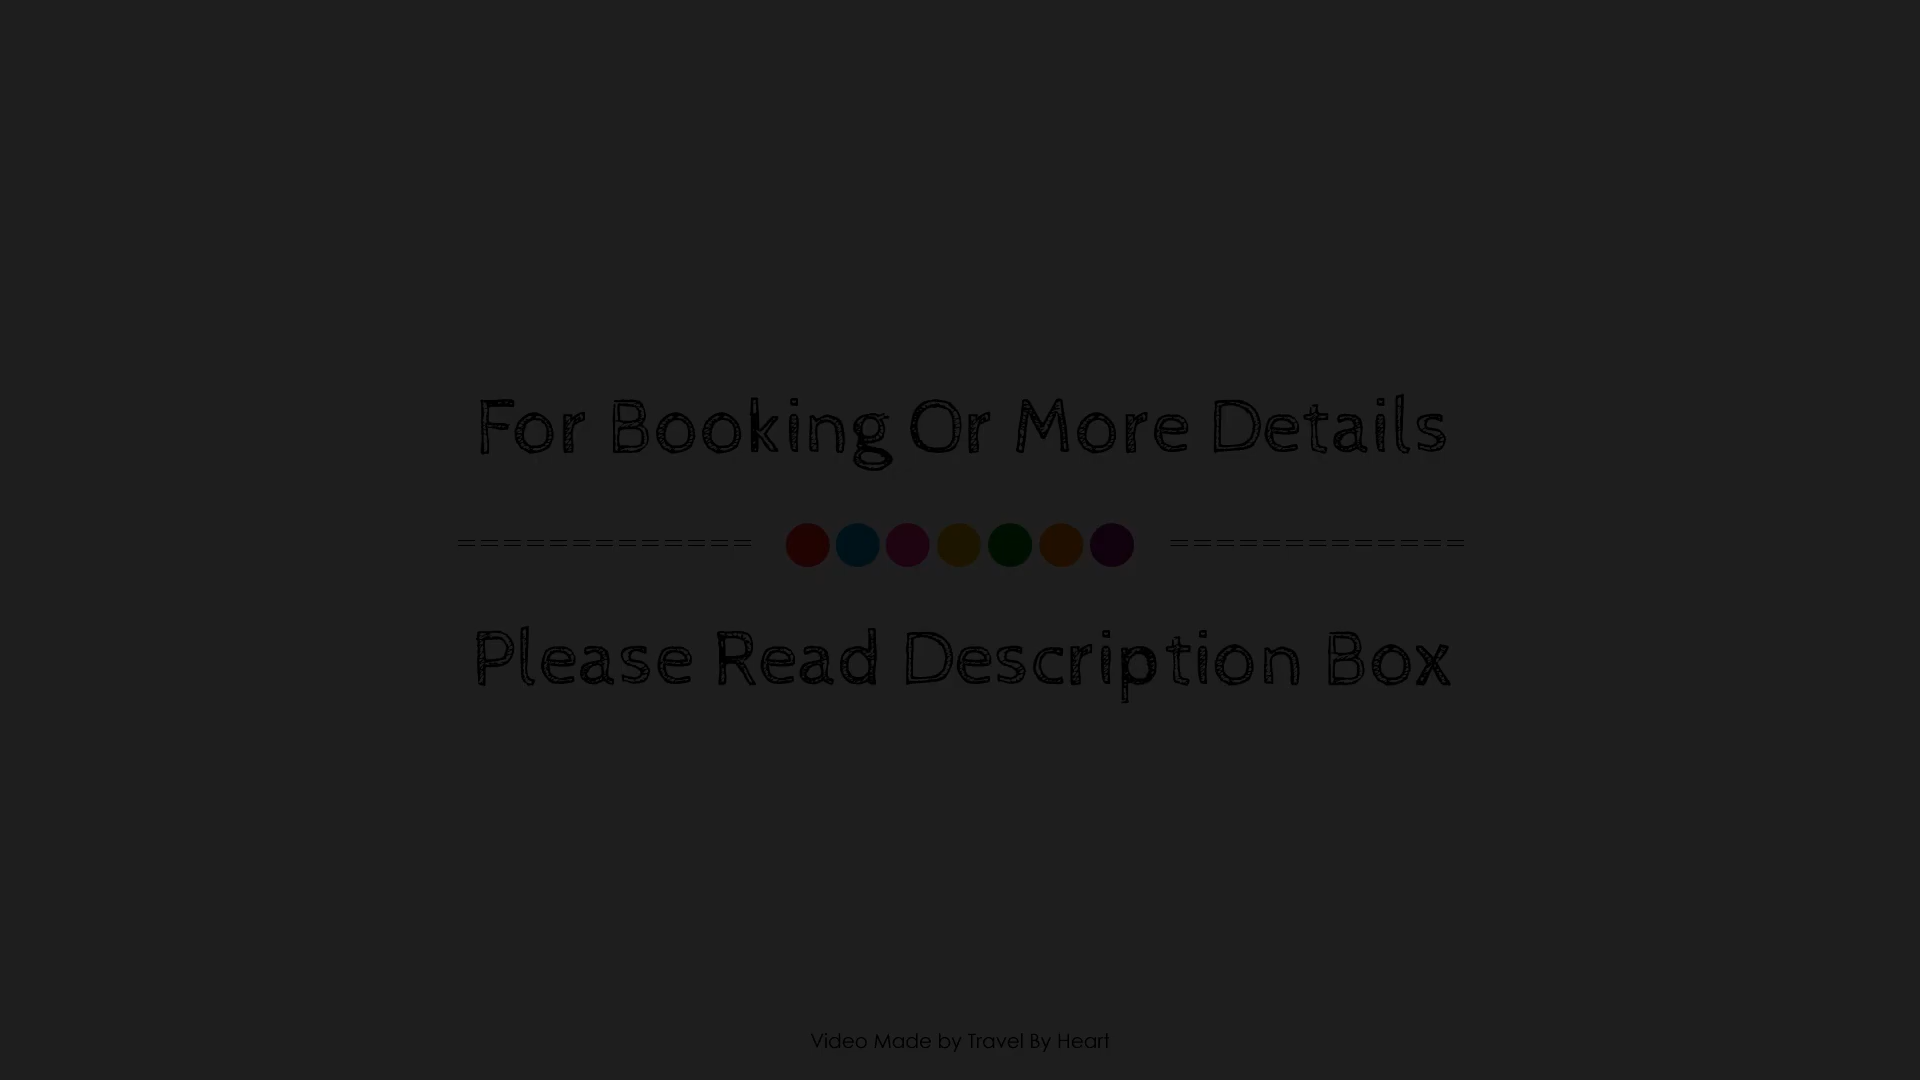 For Booking Or More Details
============= =============
Please Read Description Box
Video Made by Travel By Heart